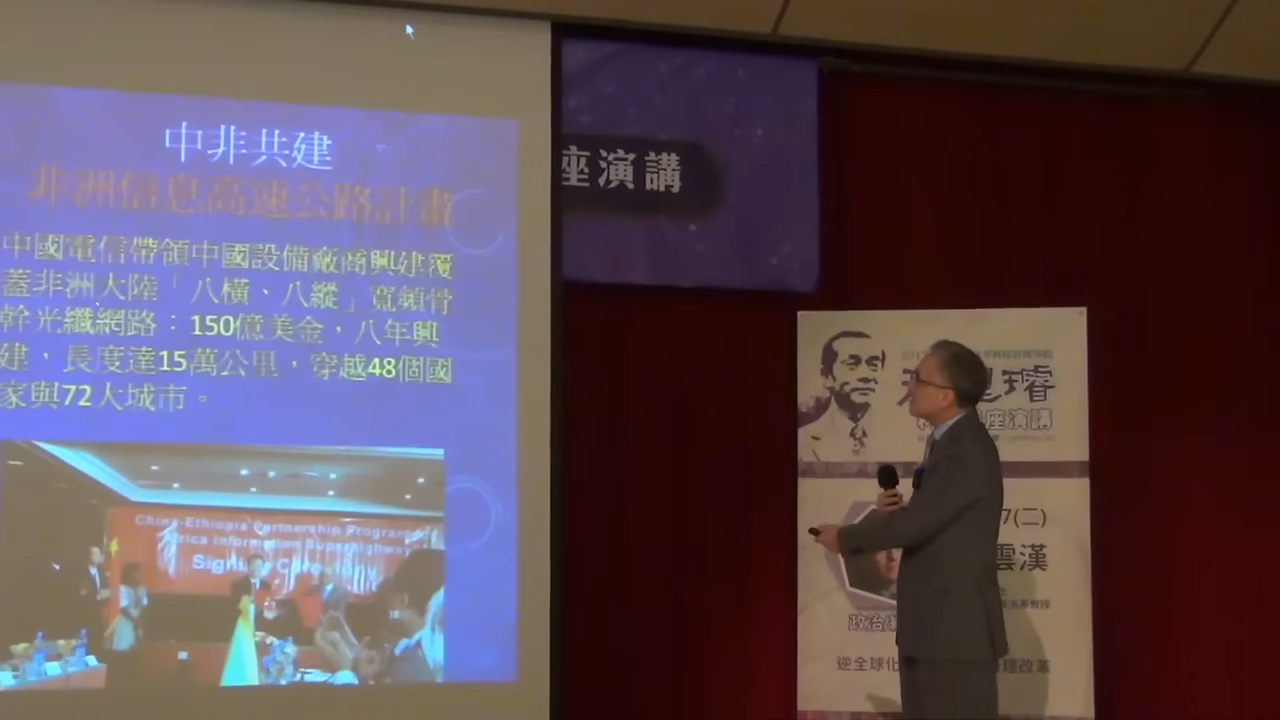 中非共建
非洲信息高速公路計畫
中國電信帶領中國設備廠商興建覆
蓋非洲大陸「八橫、八縱」寬頻骨
幹光纖網路：150億美金，八年興
建，長度達15萬公里，穿越48個國
家與72大城市。
China-Ethiopia Partnership Program
Africa Information Superhighway
Signing Ceremony
座演講
璿
座演講
7(二)
雲漢
政治
逆全球化
改革